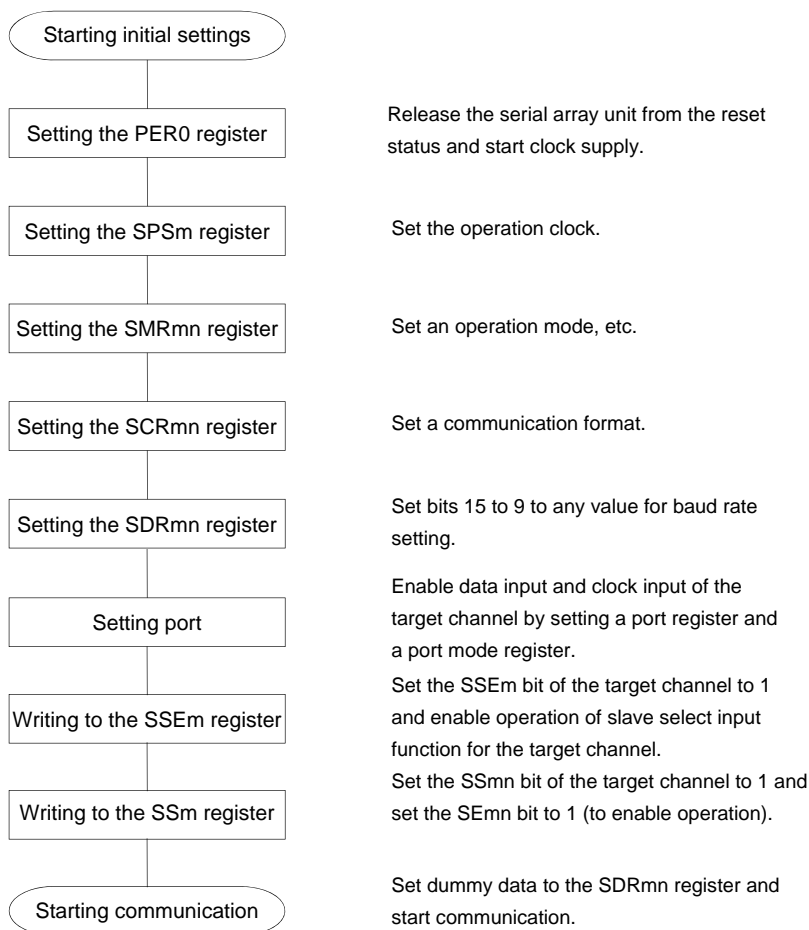 Starting initial settings
Setting the PER0 register
Release the serial array unit from the reset
status and start clock supply.
Setting the SPSm register
Set the operation clock.
Setting the SMRmn register
Set an operation mode, etc.
Setting the SCRmn register
Set a communication format.
Setting the SDRmn register
Set bits 15 to 9 to any value for baud rate
setting.
Setting port
Enable data input and clock input of the
target channel by setting a port register and
a port mode register.
Writing to the SSEm register
Set the SSEm bit of the target channel to 1
and enable operation of slave select input
function for the target channel.
Writing to the SSm register
Set the SSmn bit of the target channel to 1 and
set the SEmn bit to 1 (to enable operation).
Starting communication
Set dummy data to the SDRmn register and
start communication.